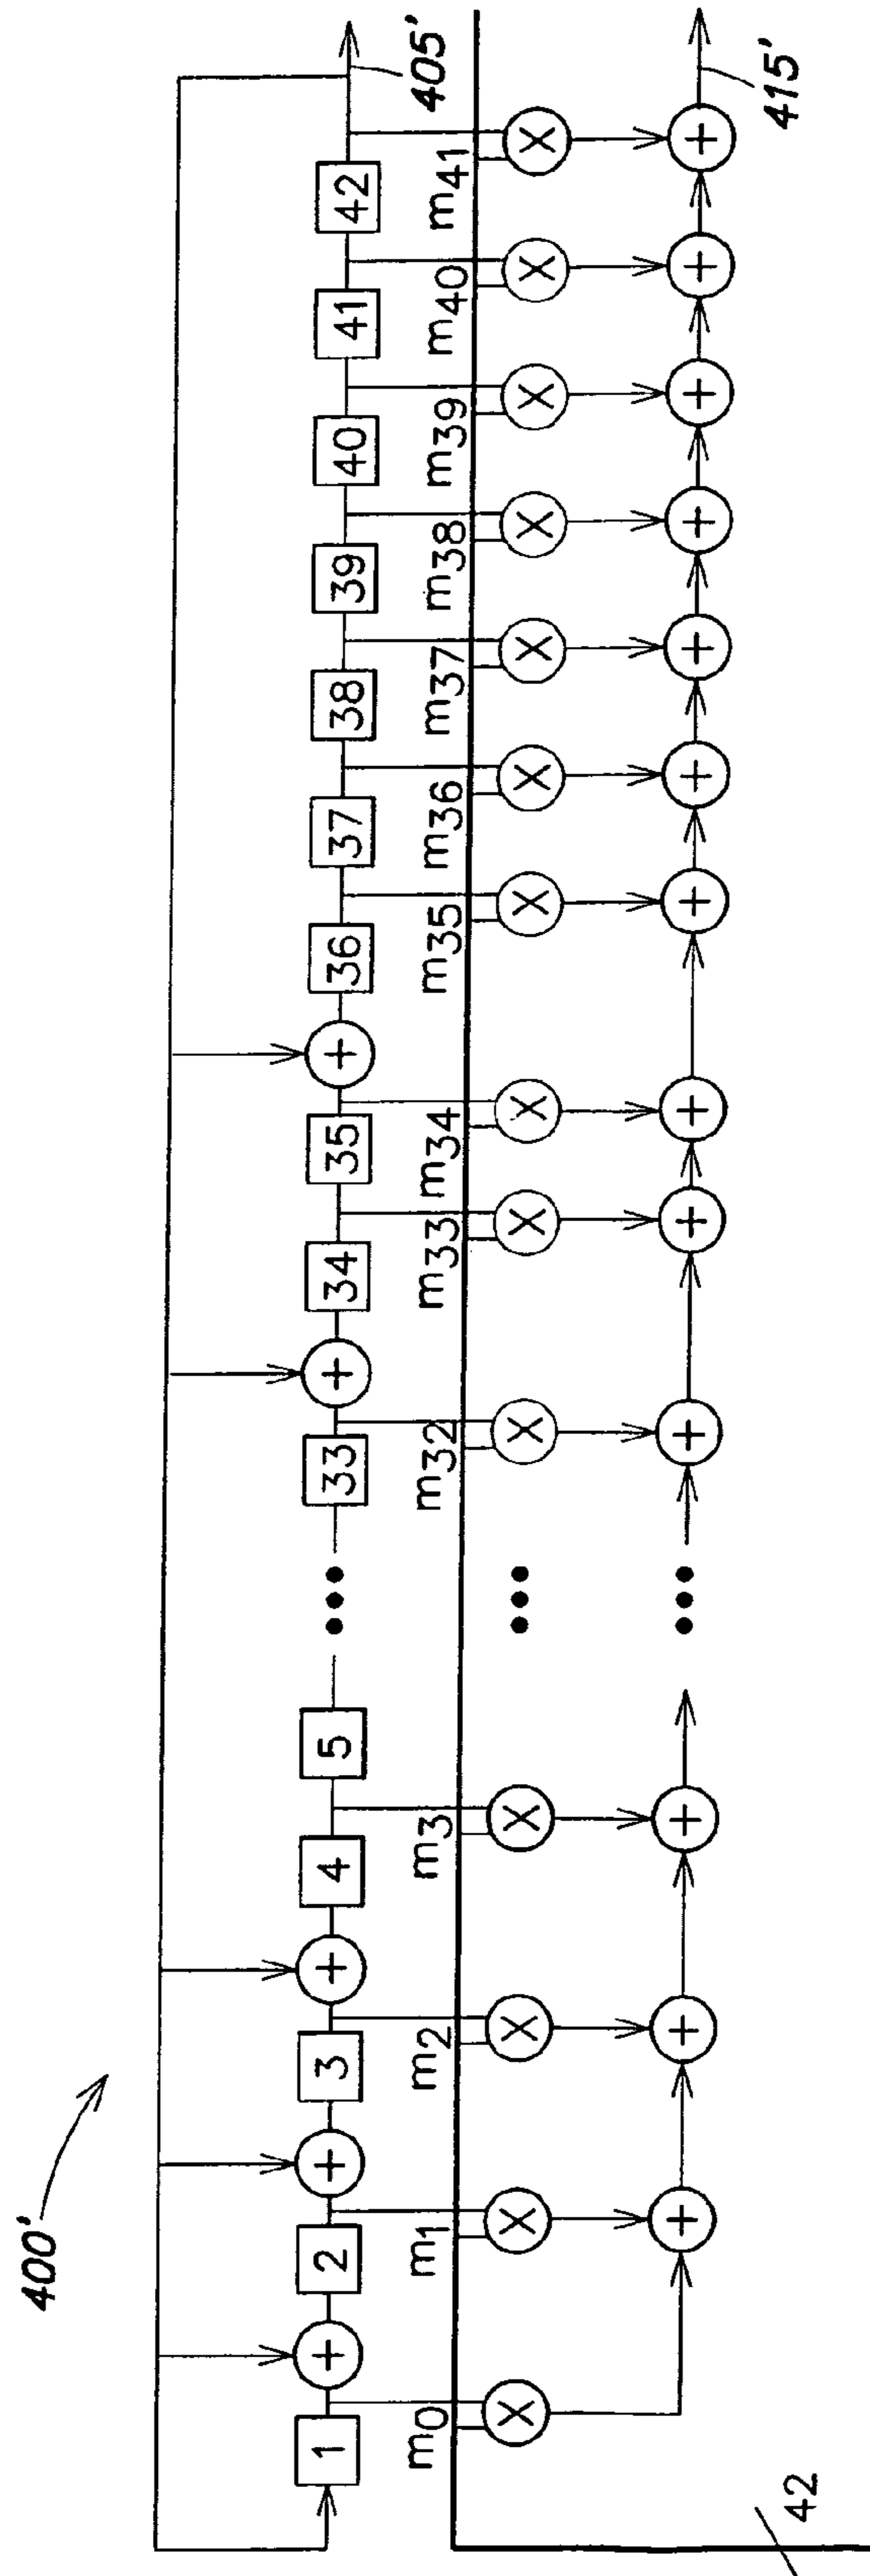 400'
1 2 3 4 5 ••• 33 34 35 36 37 38 39 40 41 42
+ + + + +
405'
m0 m1 m2 m3 m32 m33 m34 m35 m36 m37 m38 m39 m40 m41
X X X X ••• X X X X X X X X X X
+ + + ••• + + + + + + + + + +
415'
42